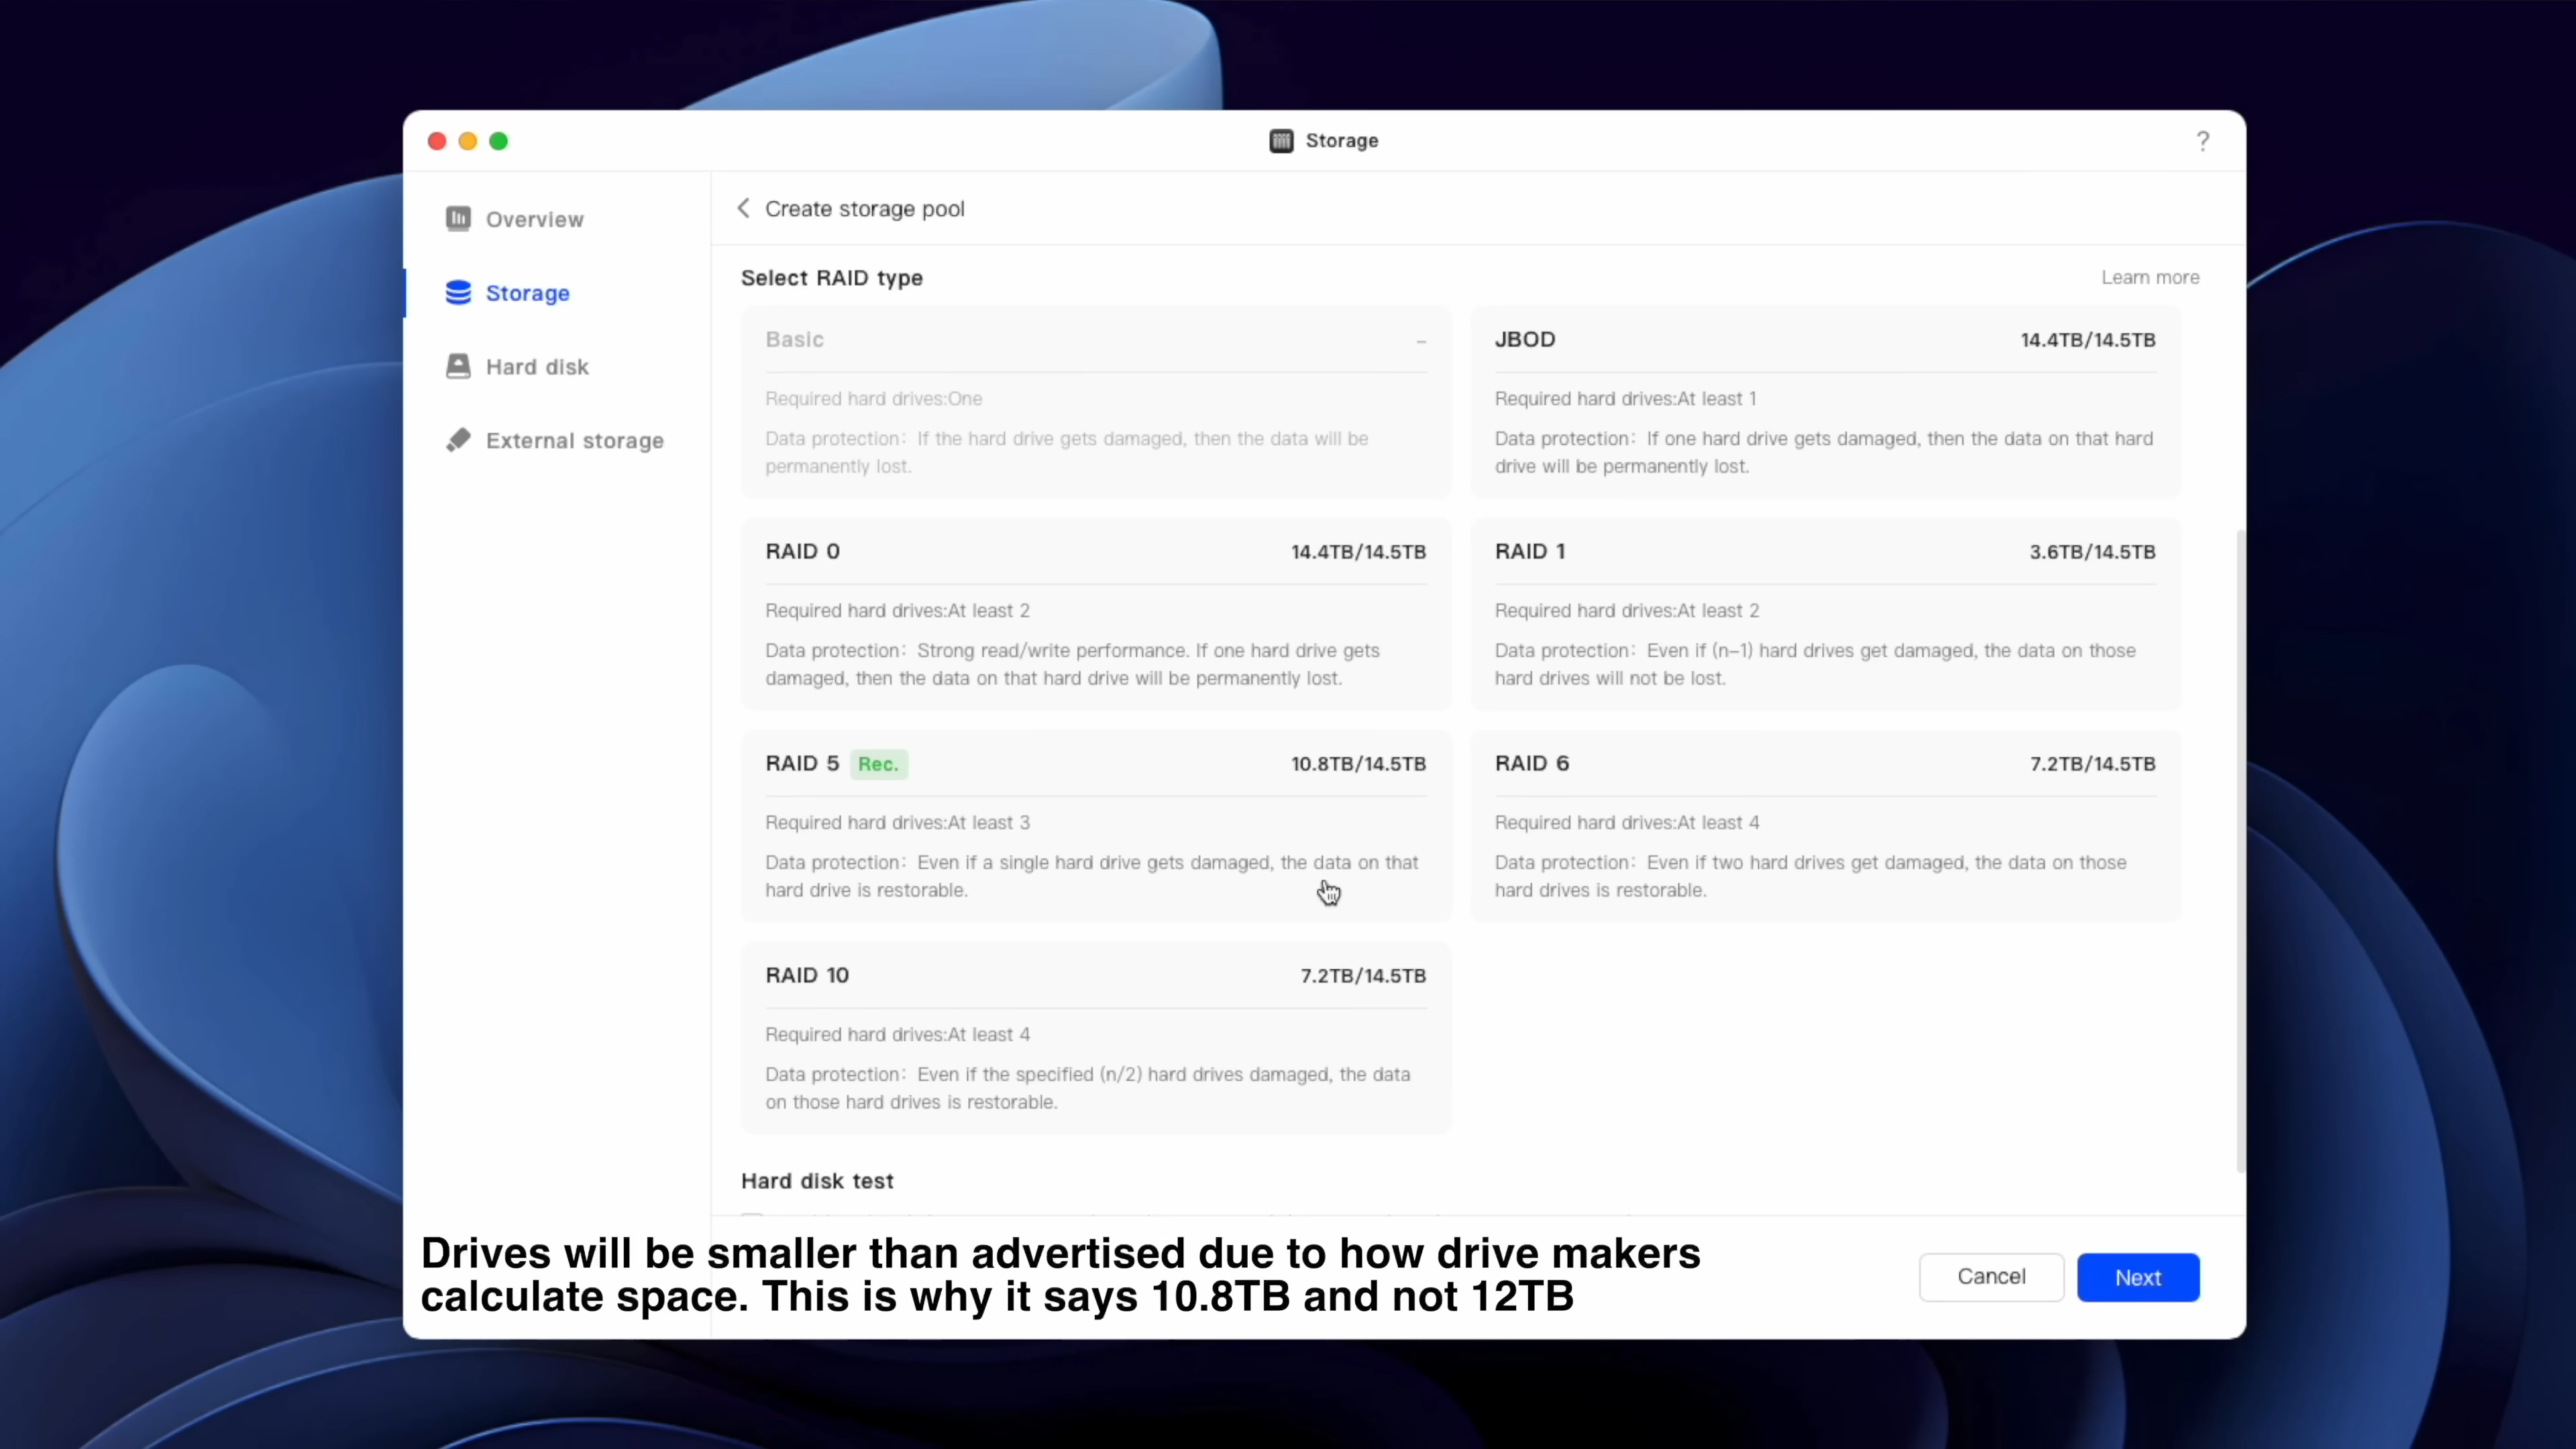 Storage
?
Overview
Storage
Hard disk
External storage
Create storage pool
Select RAID type
Learn more
Basic
–
Required hard drives:One
Data protection: If the hard drive gets damaged, then the data will be
permanently lost.
JBOD
14.4TB/14.5TB
Required hard drives:At least 1
Data protection: If one hard drive gets damaged, then the data on that hard
drive will be permanently lost.
RAID 0
14.4TB/14.5TB
Required hard drives:At least 2
Data protection: Strong read/write performance. If one hard drive gets
damaged, then the data on that hard drive will be permanently lost.
RAID 1
3.6TB/14.5TB
Required hard drives:At least 2
Data protection: Even if (n–1) hard drives get damaged, the data on those
hard drives will not be lost.
RAID 5 Rec.
10.8TB/14.5TB
Required hard drives:At least 3
Data protection: Even if a single hard drive gets damaged, the data on that
hard drive is restorable.
RAID 6
7.2TB/14.5TB
Required hard drives:At least 4
Data protection: Even if two hard drives get damaged, the data on those
hard drives is restorable.
RAID 10
7.2TB/14.5TB
Required hard drives:At least 4
Data protection: Even if the specified (n/2) hard drives damaged, the data
on those hard drives is restorable.
Hard disk test
Drives will be smaller than advertised due to how drive makers
calculate space. This is why it says 10.8TB and not 12TB
Cancel
Next